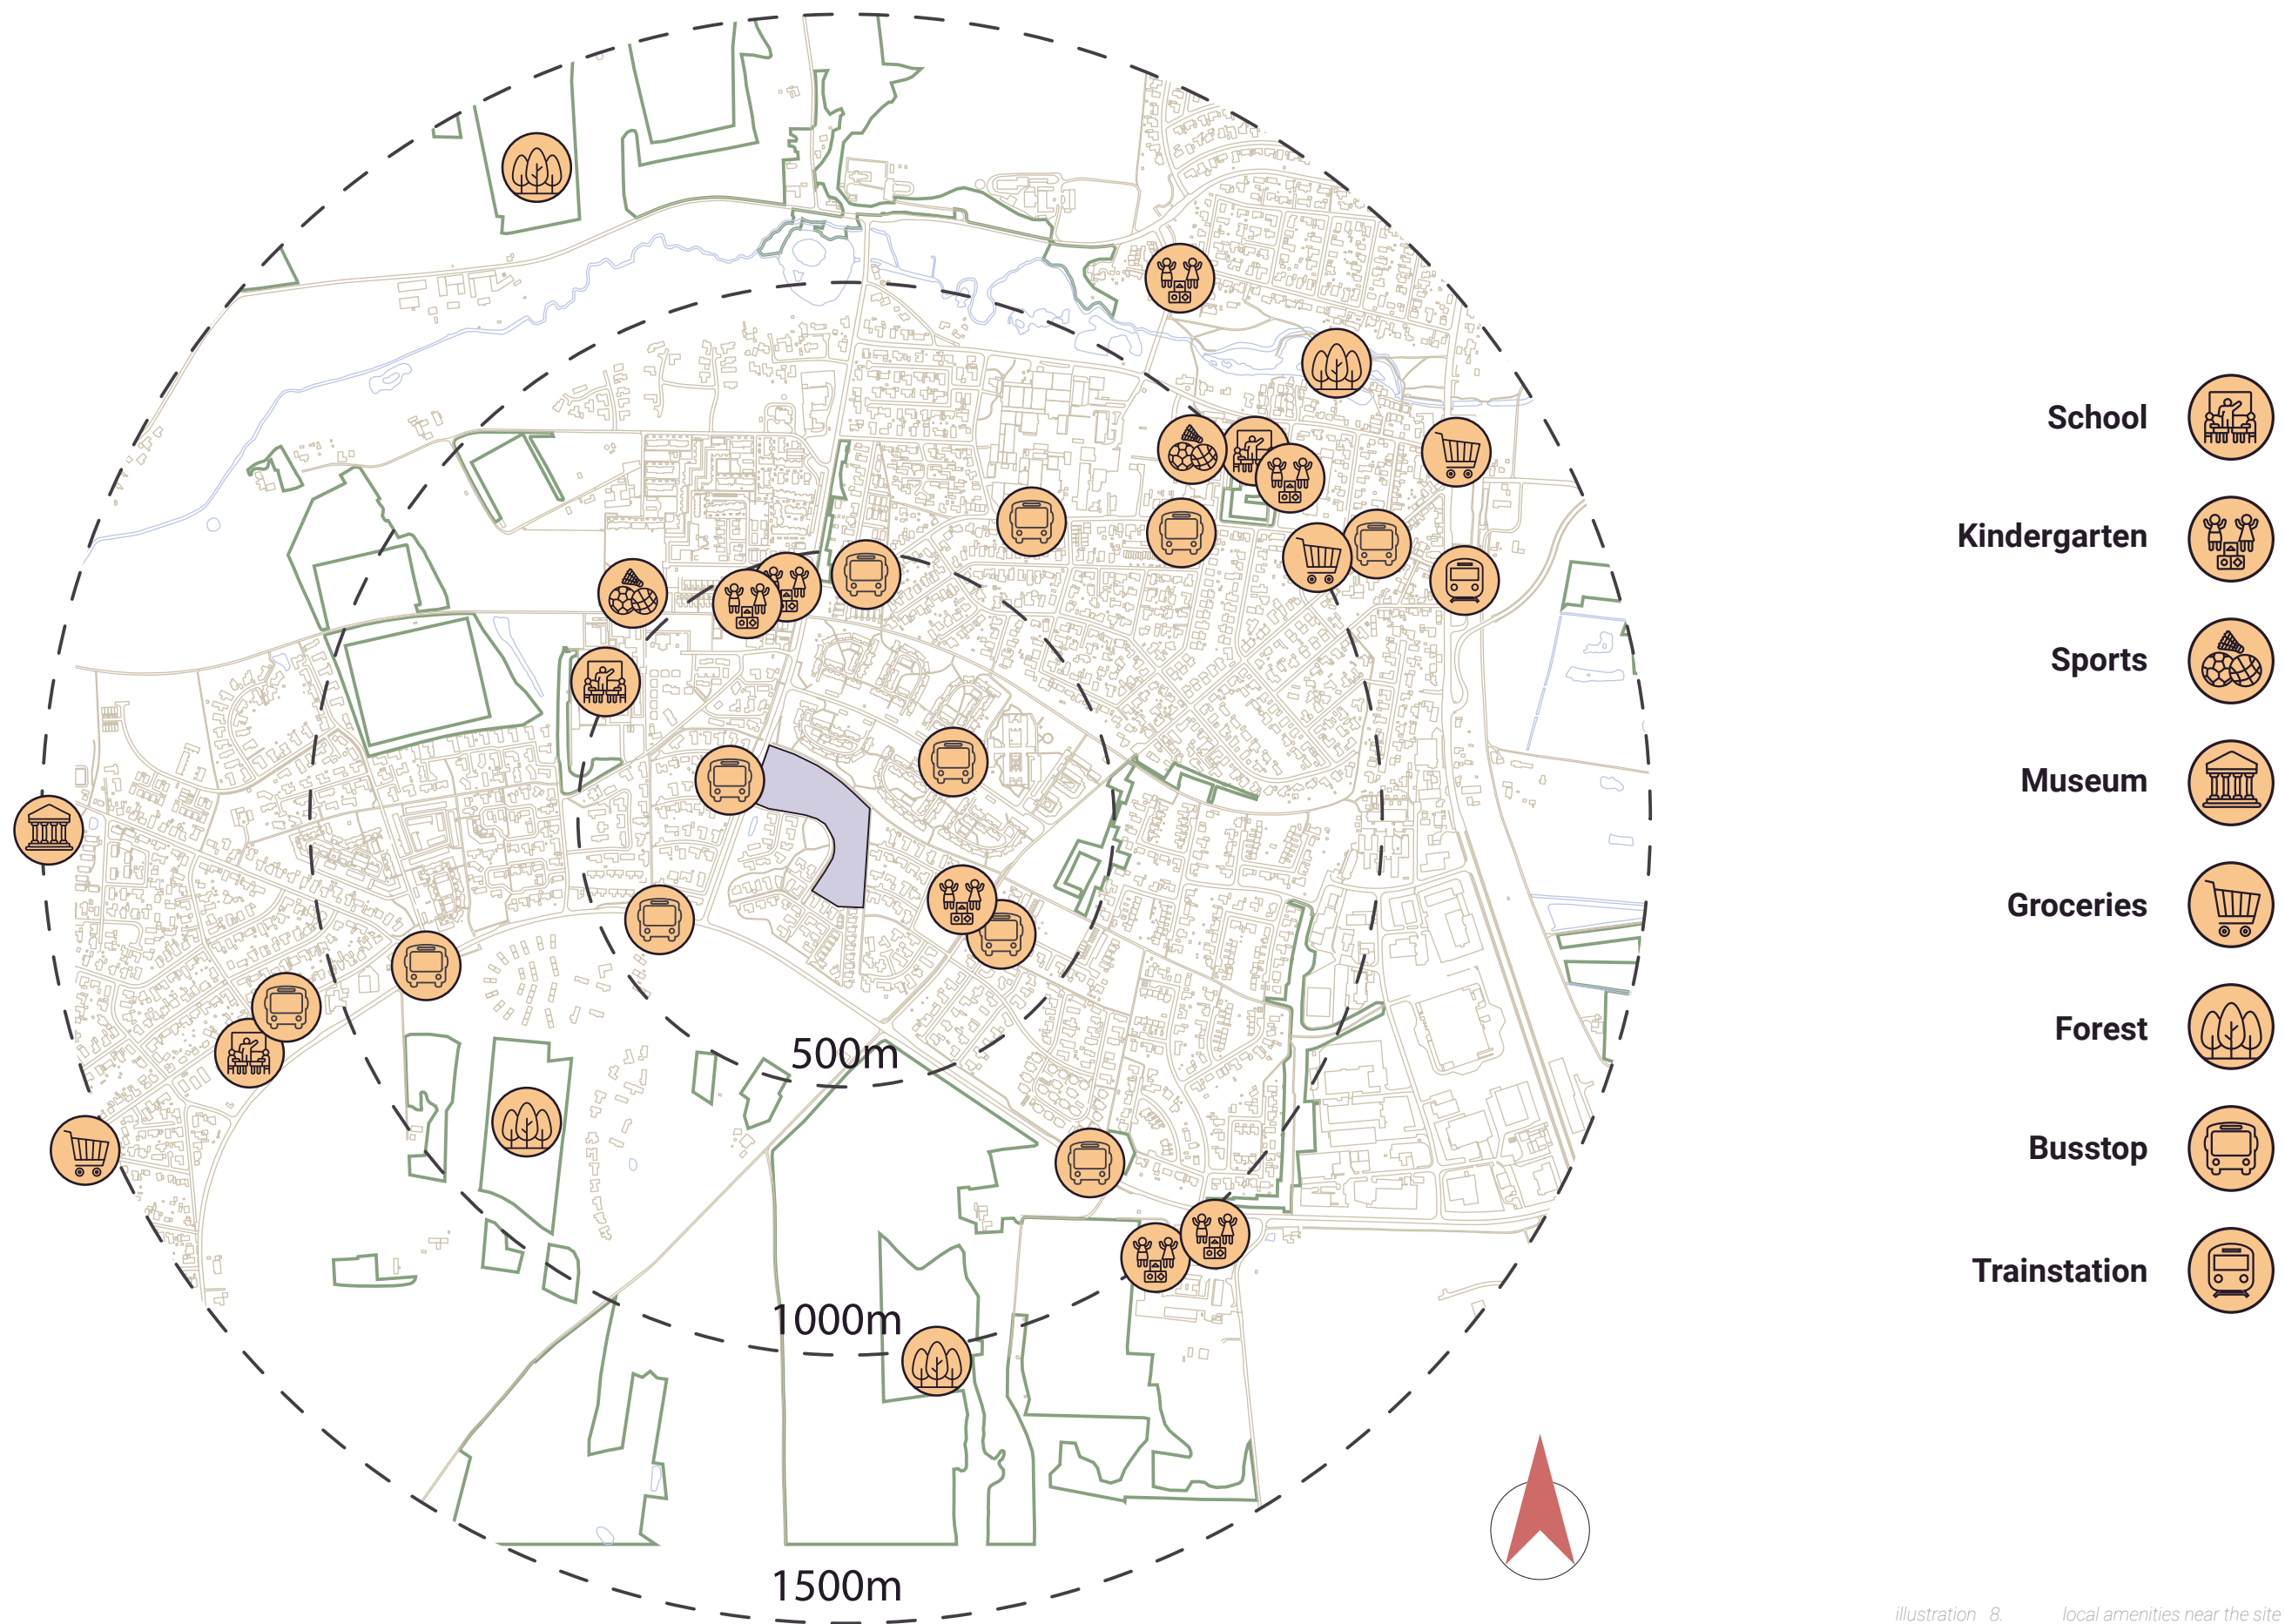 500m
1000m
1500m
School
Kindergarten
Sports
Museum
Groceries
Forest
Busstop
Trainstation
illustration 8. local amenities near the site